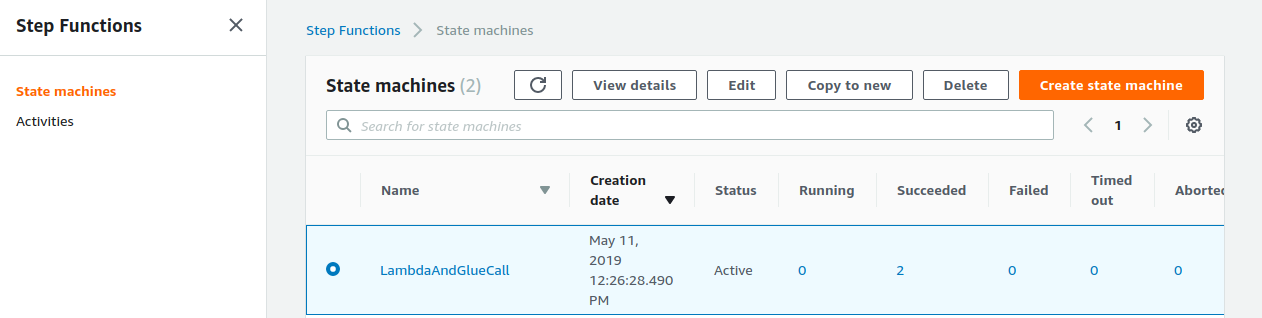 Step Functions
State machines
Activities
Step Functions > State machines
State machines (2)
View details
Edit
Copy to new
Delete
Create state machine
Search for state machines
1
Name
Creation date
Status
Running
Succeeded
Failed
Timed out
Aborted
LambdaAndGlueCall
May 11,
2019
12:26:28.490
PM
Active
0
2
0
0
0